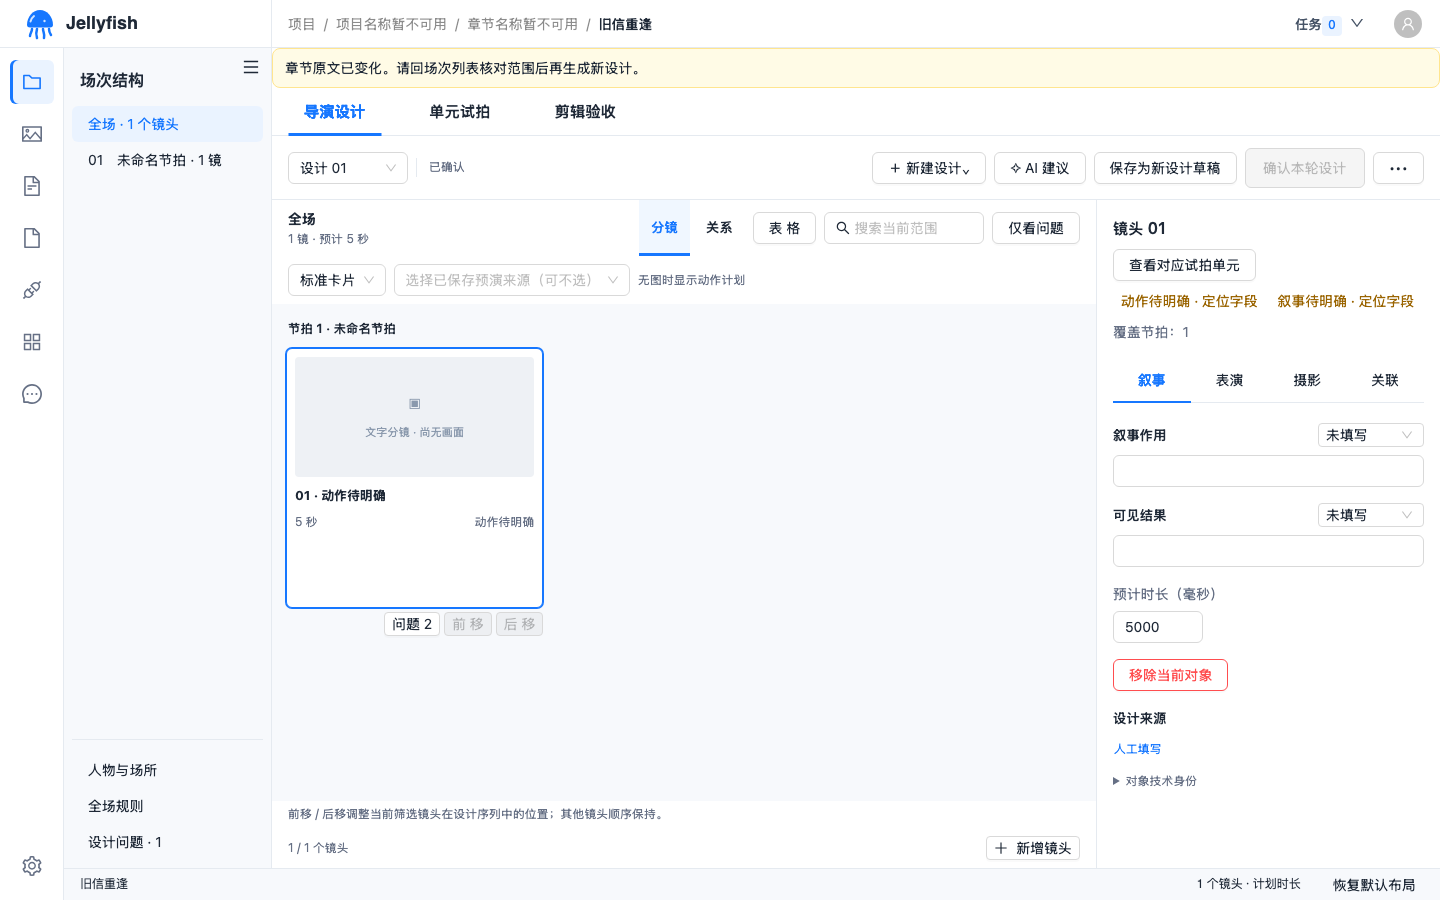 Jellyfish
项目 / 项目名称暂不可用 / 章节名称暂不可用 / 旧信重逢
任务 0
章节原文已变化。请回场次列表核对范围后再生成新设计。
场次结构
全场 · 1 个镜头
01 未命名节拍 · 1 镜
导演设计 单元试拍 剪辑验收
设计 01 已确认
新建设计 AI 建议 保存为新设计草稿 确认本轮设计 ···
全场
1 镜 · 预计 5 秒
分镜 关系 表 格 搜索当前范围 仅看问题
标准卡片 选择已保存预演来源（可不选） 无图时显示动作计划
节拍 1 · 未命名节拍
文字分镜 · 尚无画面
01 · 动作待明确
5 秒 动作待明确
问题 2 前 移 后 移
前移 / 后移调整当前筛选镜头在设计序列中的位置；其他镜头顺序保持。
1 / 1 个镜头 新增镜头
镜头 01
查看对应试拍单元
动作待明确 · 定位字段 叙事待明确 · 定位字段
覆盖节拍：1
叙事 表演 摄影 关联
叙事作用 未填写
可见结果 未填写
预计时长（毫秒）
5000
移除当前对象
设计来源
人工填写
对象技术身份
人物与场所
全场规则
设计问题 · 1
旧信重逢 1 个镜头 · 计划时长 恢复默认布局